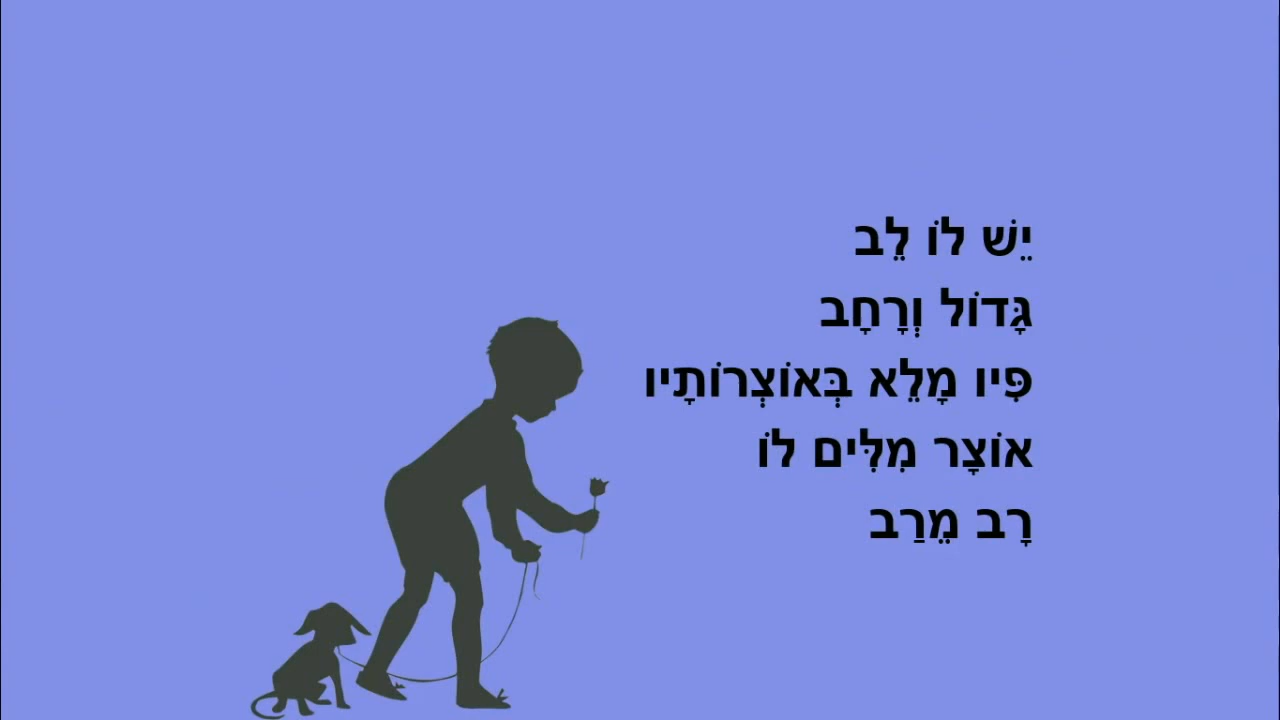 יֵשׁ לוֹ לֵב
גָּדוֹל וְרָחָב
פִּיו מָלֵא בְּאוֹצְרוֹתָיו
אוֹצָר מִלִּים לוֹ
רָב מֵרַב